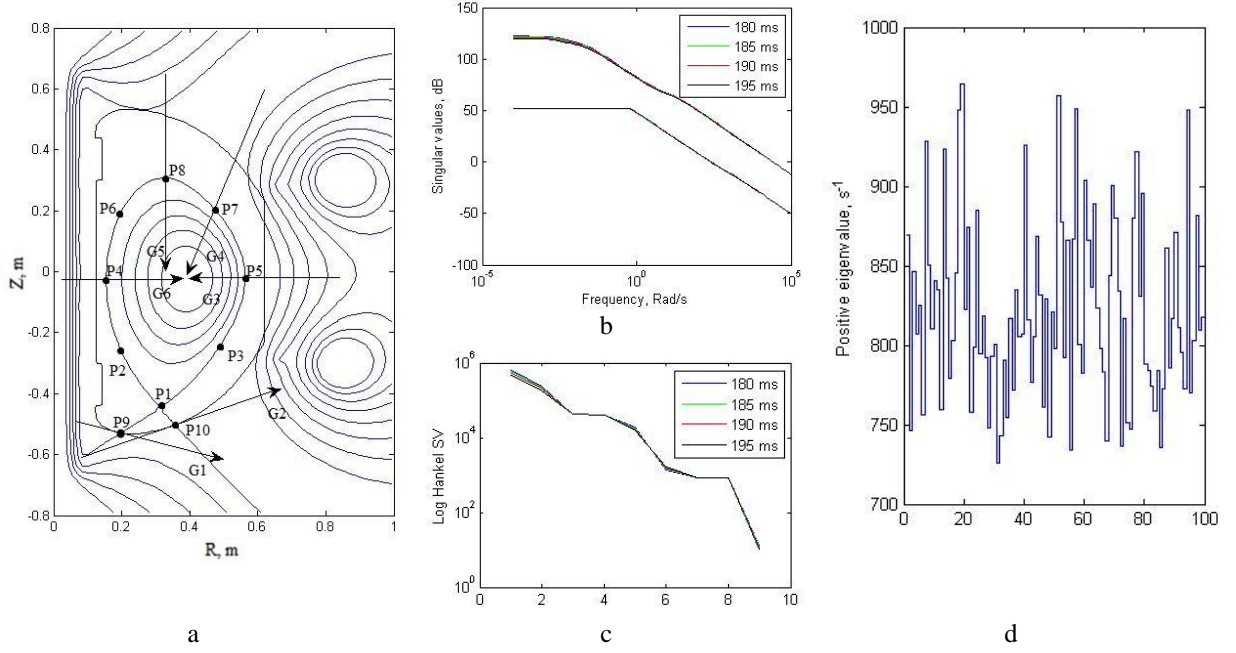 0.8
0.6
0.4
0.2
0
-0.2
-0.4
-0.6
-0.8
Z, m
0 0.2 0.4 0.6 0.8 1
R, m
P8
P6
P7
G5
G4
P4
P5
G6
G3
P2
P3
P1
P9
P10
G2
G1
a
150
100
50
0
50
-100
Singular values, dB
10^-5 10^0 10^5
Frequency, Rad/s
180 ms
185 ms
190 ms
195 ms
b
10^6
10^4
10^2
10^0
Log Hankel SV
0 2 4 6 8 10
180 ms
185 ms
190 ms
195 ms
c
1000
950
900
850
800
750
700
Positive eigenvalue, s^-1
0 20 40 60 80 100
d